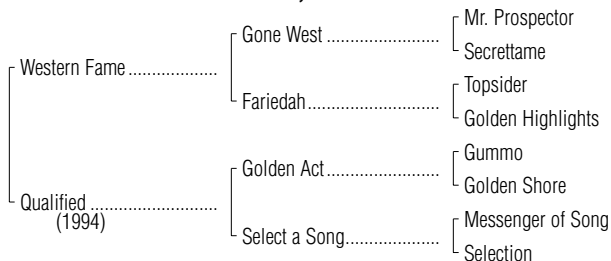 Mr. Prospector
Gone West ......................
Secrettame
Western Fame ..................
Topsider
Fariedah..........................
Golden Highlights
Gummo
Golden Act ......................
Golden Shore
Qualified .........................
(1994)
Messenger of Song
Select a Song...................
Selection